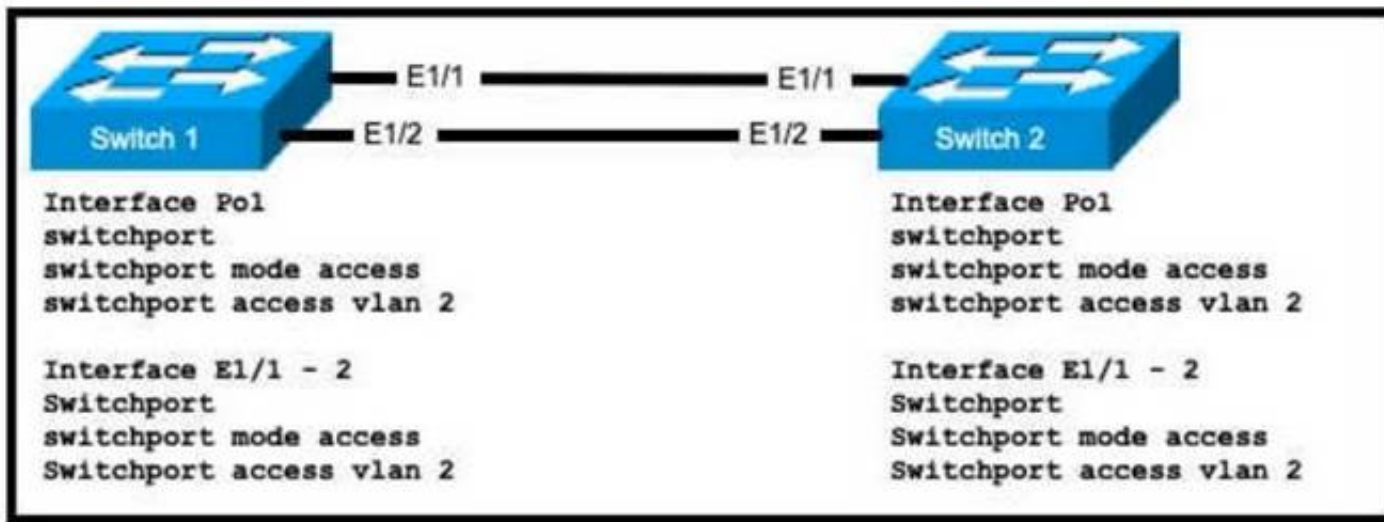 E1/1 E1/1
E1/2 E1/2
Switch 1 Switch 2
Interface Po1
switchport
switchport mode access
switchport access vlan 2
Interface E1/1 - 2
Switchport
switchport mode access
Switchport access vlan 2
Interface Po1
switchport
switchport mode access
switchport access vlan 2
Interface E1/1 - 2
Switchport
Switchport mode access
Switchport access vlan 2